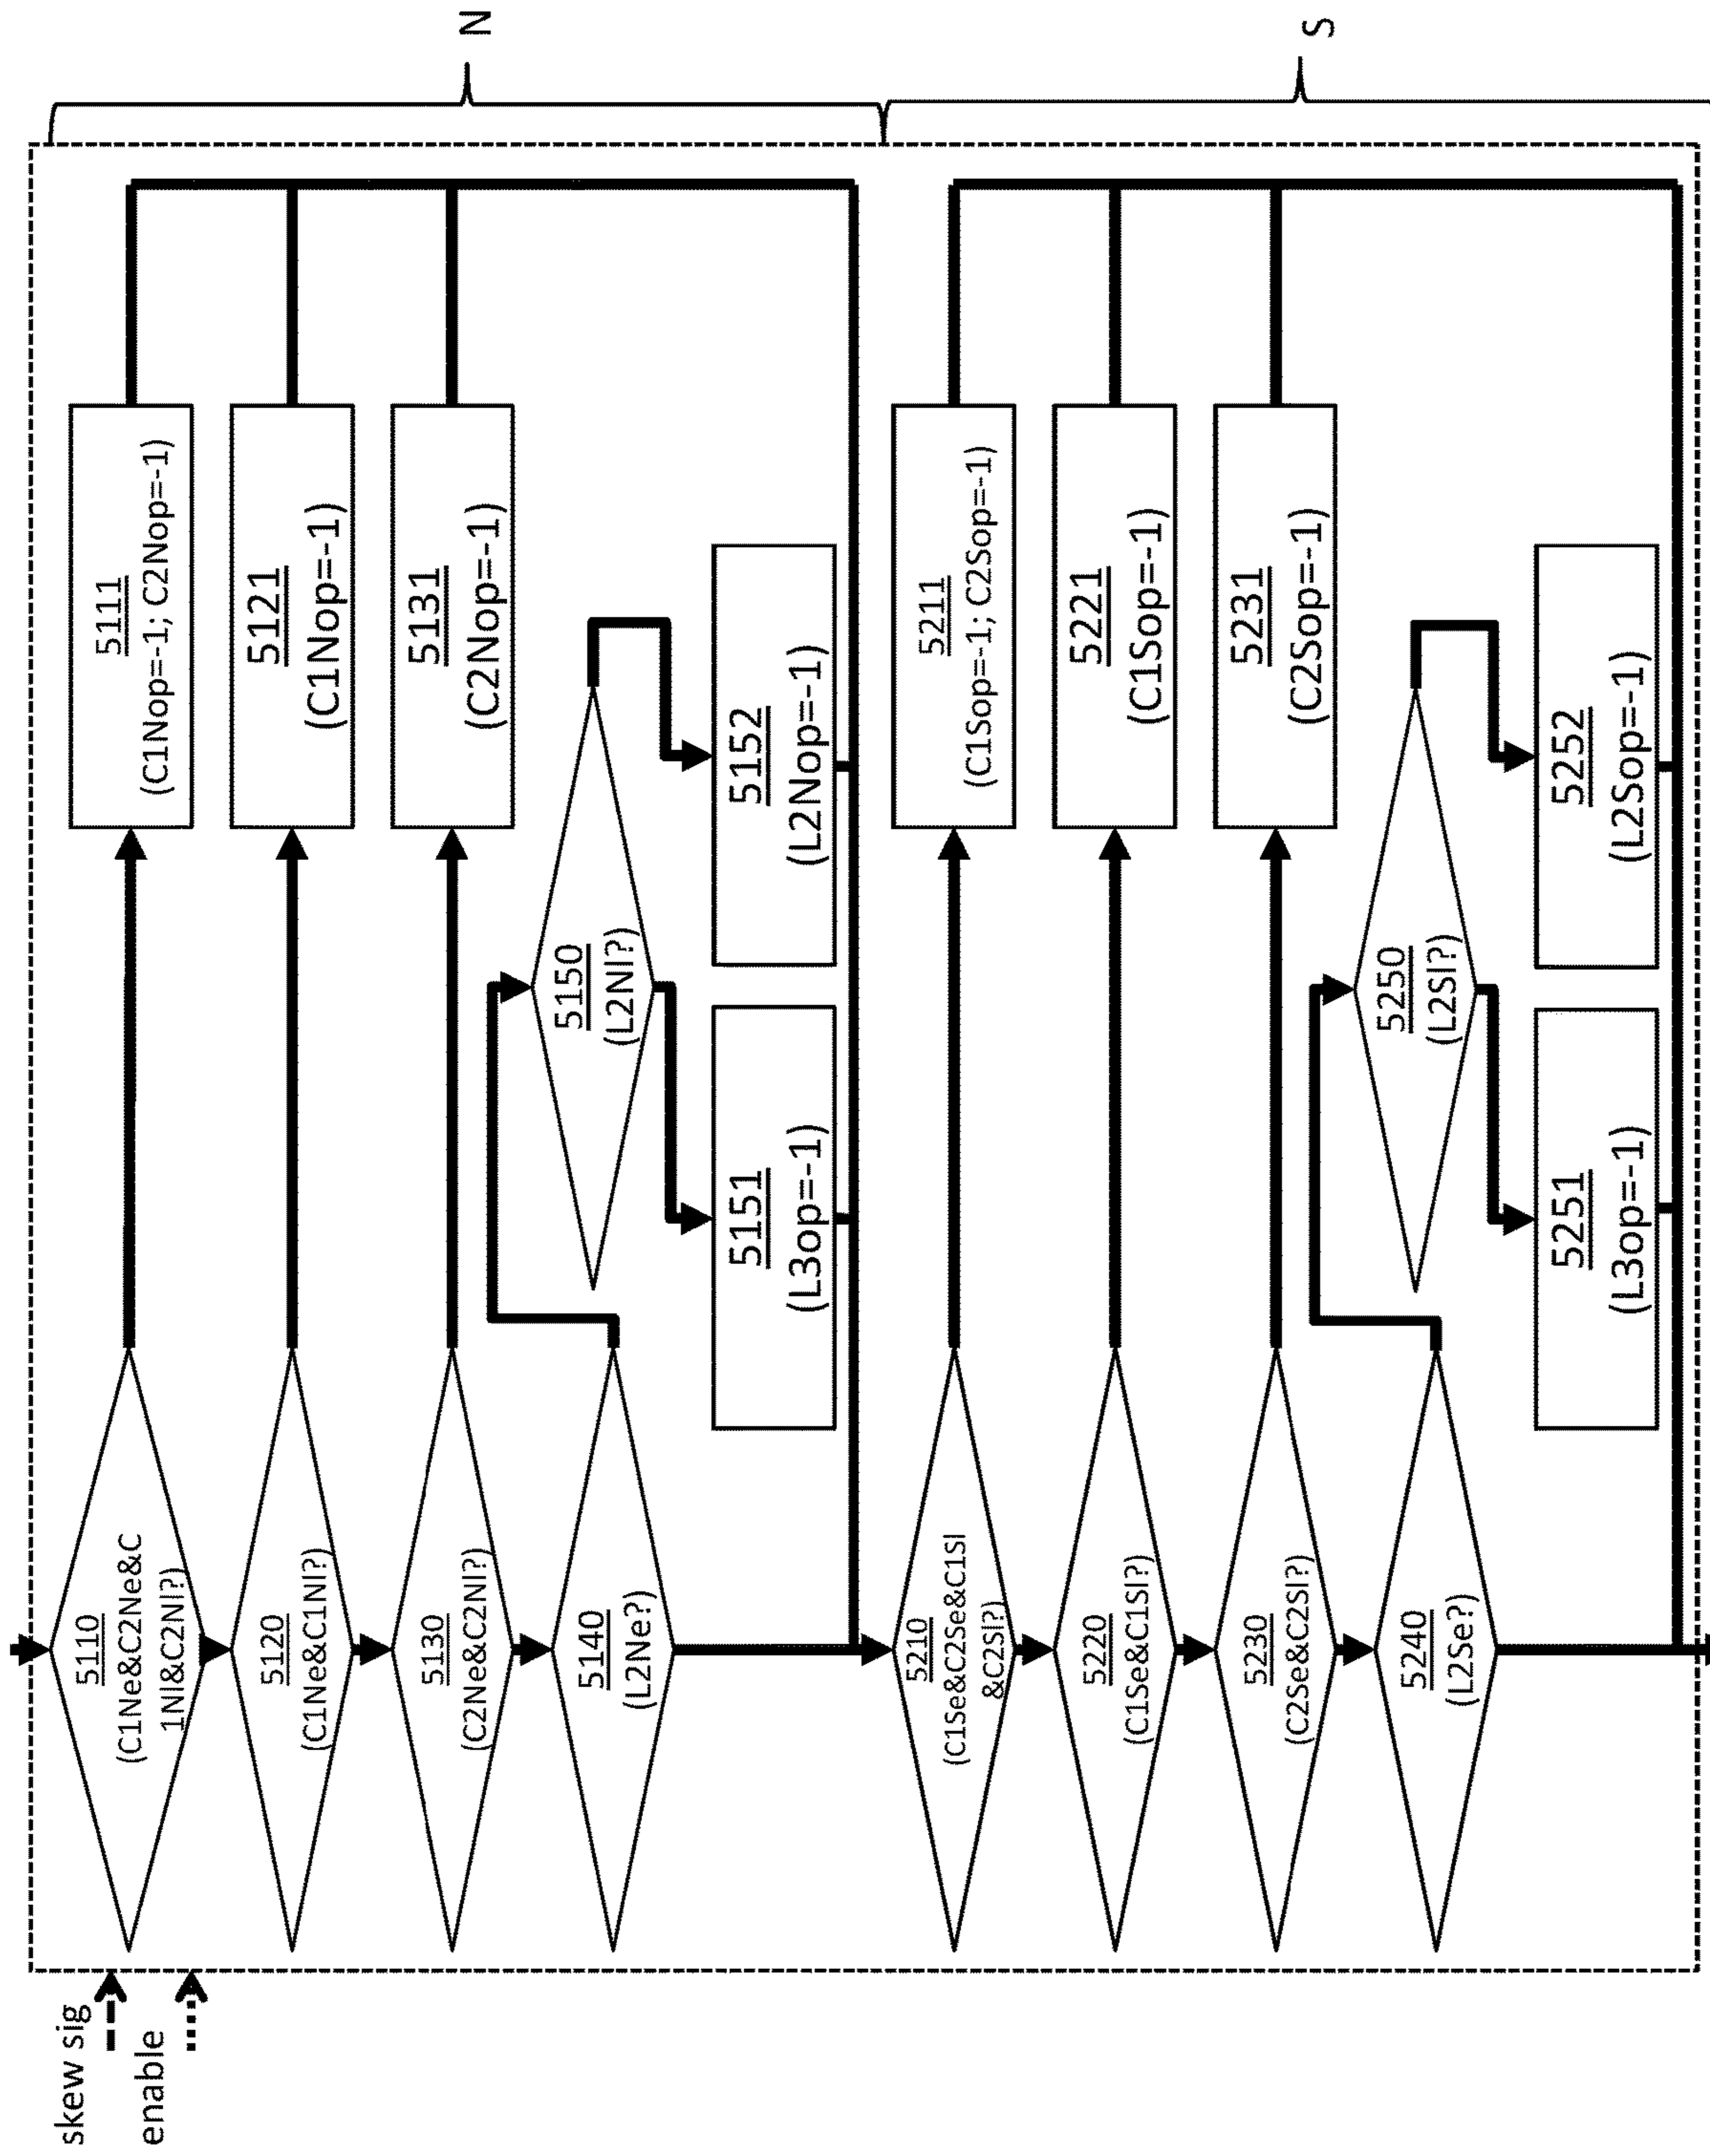 skew sig
enable
5110
(C1Ne&C2Ne&C
1Nl&C2Nl?)
5111
(C1Nop=-1; C2Nop=-1)
5120
(C1Ne&C1Nl?)
5121
(C1Nop=-1)
5130
(C2Ne&C2Nl?)
5131
(C2Nop=-1)
5140
(L2Ne?)
5150
(L2Nl?)
5151
(L3op=-1)
5152
(L2Nop=-1)
N
5210
(C1Se&C2Se&C1Sl
&C2Sl?)
5211
(C1Sop=-1; C2Sop=-1)
5220
(C1Se&C1Sl?)
5221
(C1Sop=-1)
5230
(C2Se&C2Sl?)
5231
(C2Sop=-1)
5240
(L2Se?)
5250
(L2Sl?)
5251
(L3op=-1)
5252
(L2Sop=-1)
S